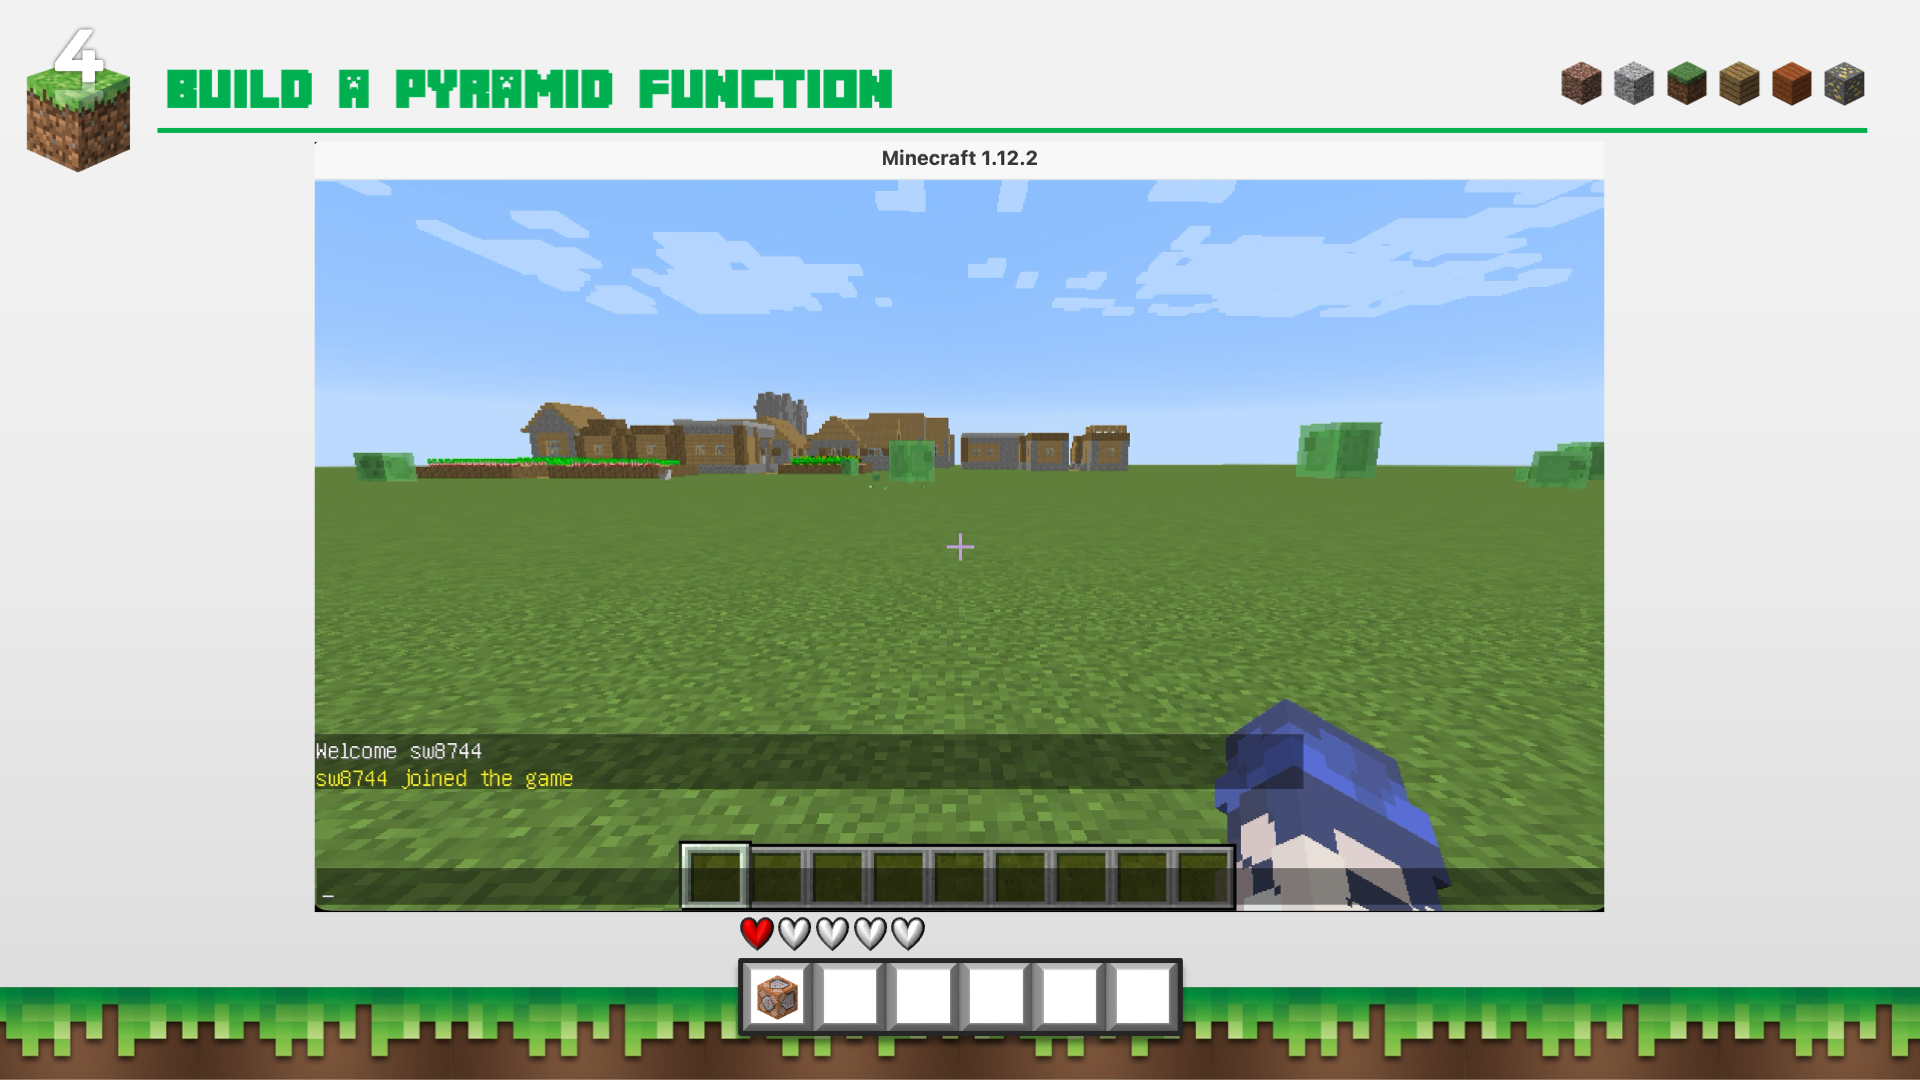 4
BUILD A PYRAMID FUNCTION
Minecraft 1.12.2
Welcome sw8744
sw8744 joined the game
_